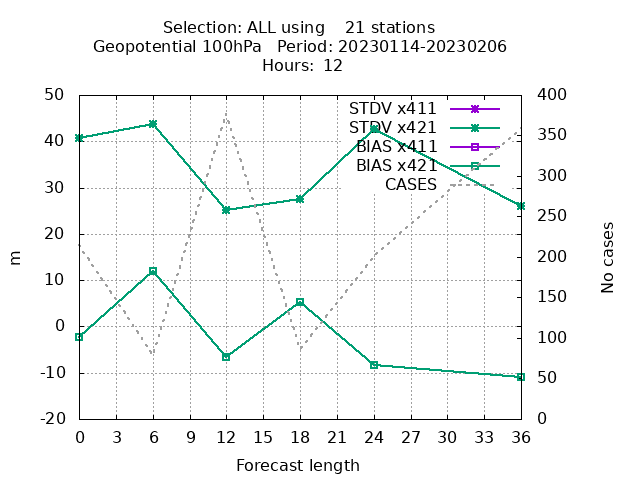 Selection: ALL using    21 stations
Geopotential 100hPa   Period: 20230114-20230206
Hours: 12
STDV x411
STDV x421
BIAS x411
BIAS x421
CASES
50
40
30
20
10
0
-10
-20
m
400
350
300
250
200
150
100
50
0
No cases
0 3 6 9 12 15 18 21 24 27 30 33 36
Forecast length